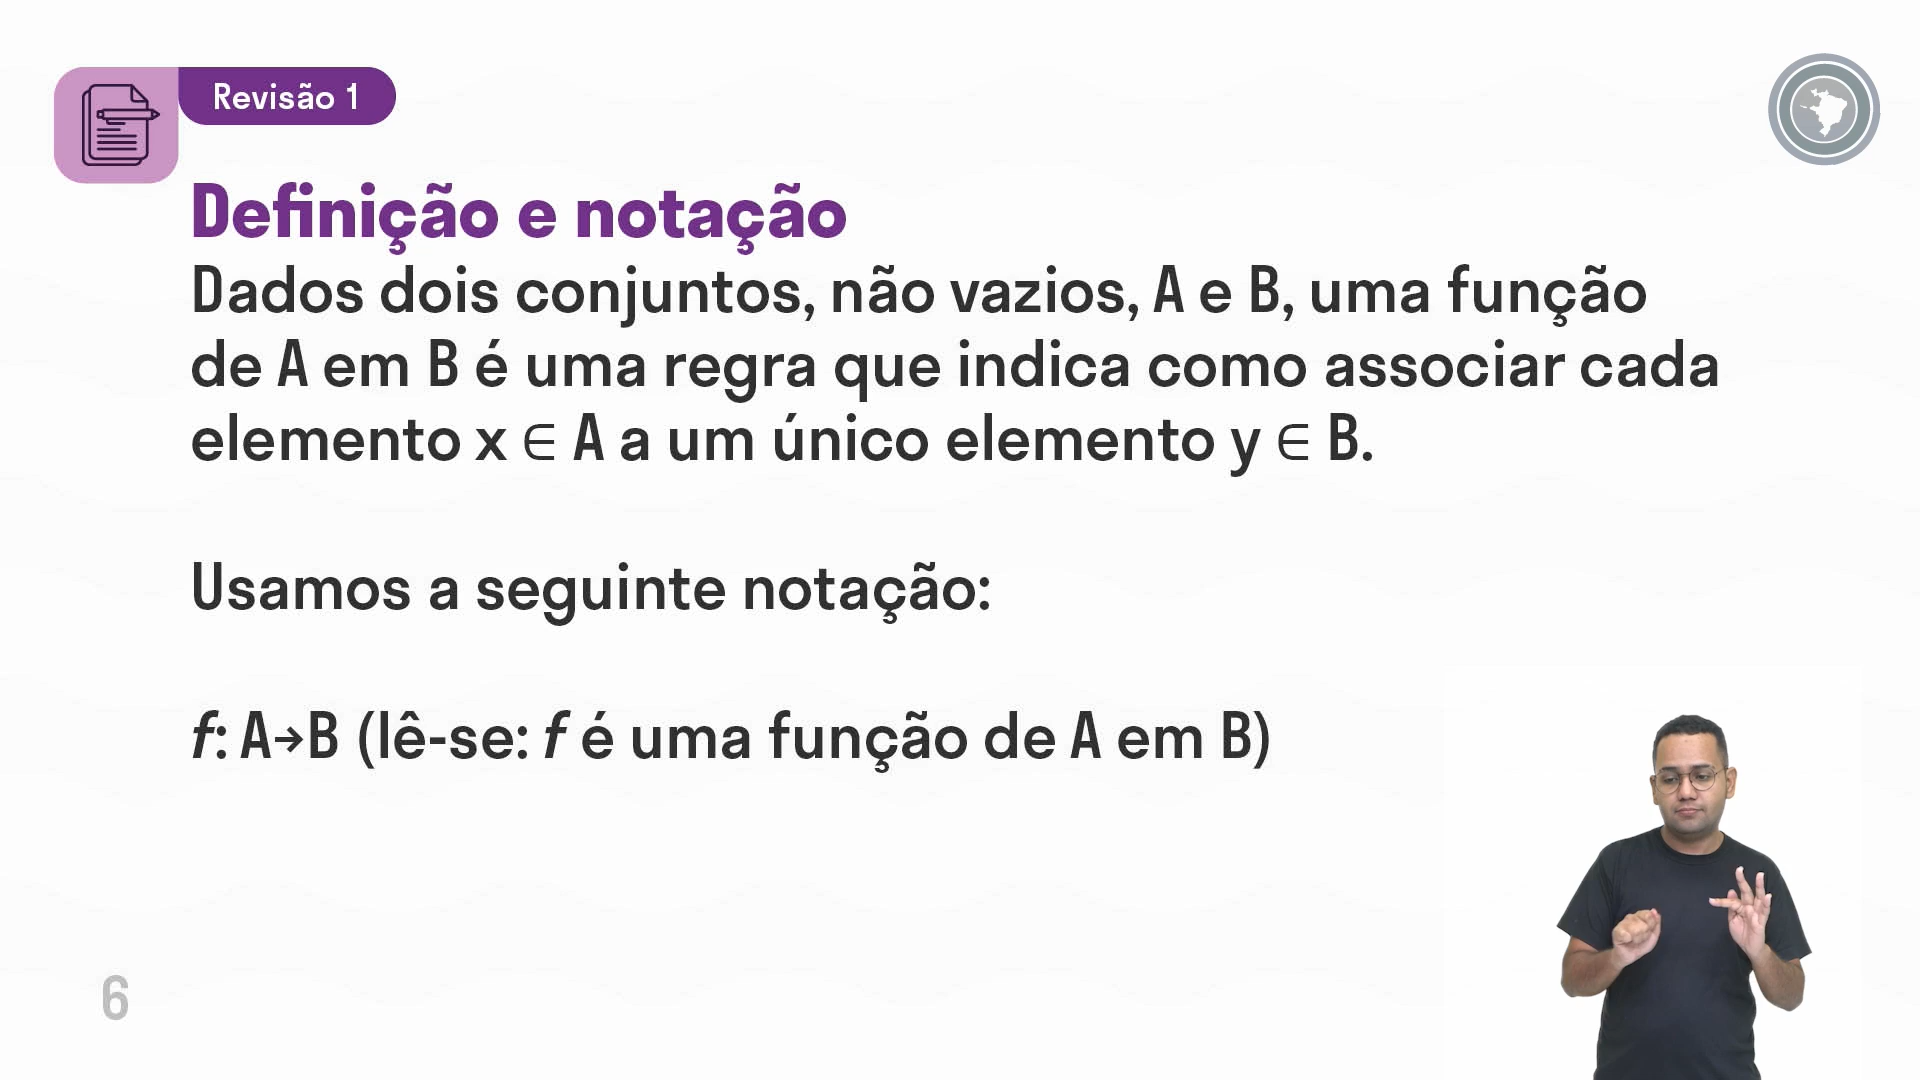 Revisão 1
Definição e notação
Dados dois conjuntos, não vazios, A e B, uma função
de A em B é uma regra que indica como associar cada
elemento x ∈ A a um único elemento y ∈ B.
Usamos a seguinte notação:
f: A→B (lê-se: f é uma função de A em B)
6